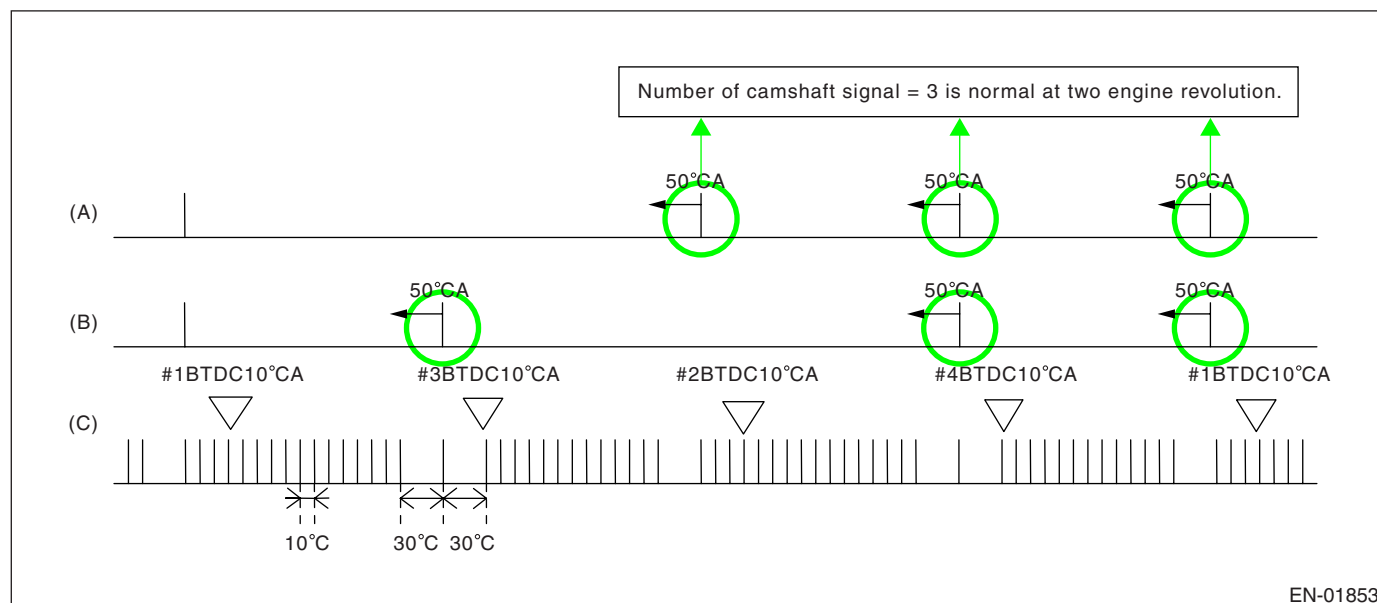 Number of camshaft signal = 3 is normal at two engine revolution.
50°CA 50°CA 50°CA
(A)
50°CA 50°CA 50°CA
(B)
#1BTDC10°CA #3BTDC10°CA #2BTDC10°CA #4BTDC10°CA #1BTDC10°CA
(C)
10°C 30°C 30°C
EN-01853